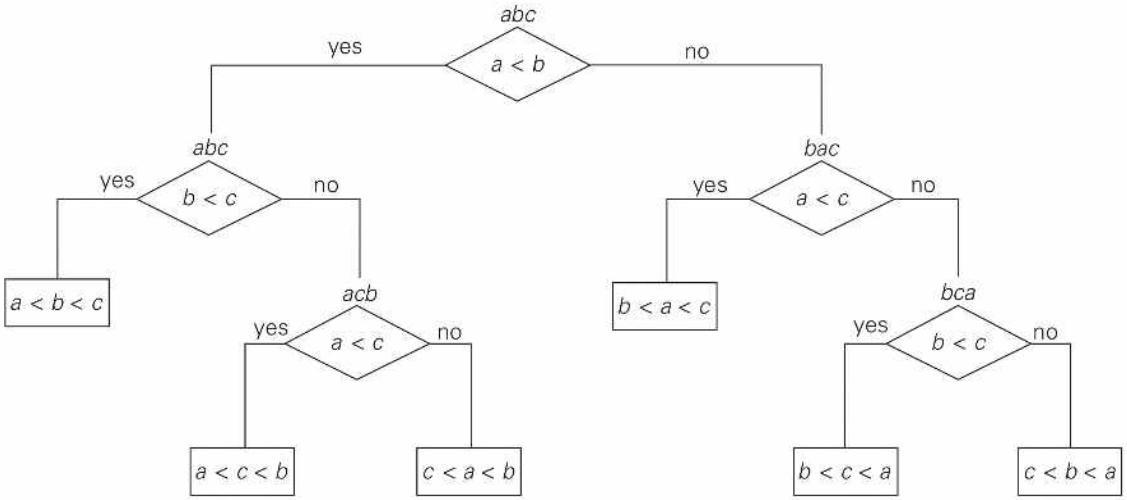 abc
yes
a < b
no
abc
bac
yes
b < c
no
yes
a < c
no
a < b < c
acb
b < a < c
bca
yes
a < c
no
yes
b < c
no
a < c < b
c < a < b
b < c < a
c < b < a